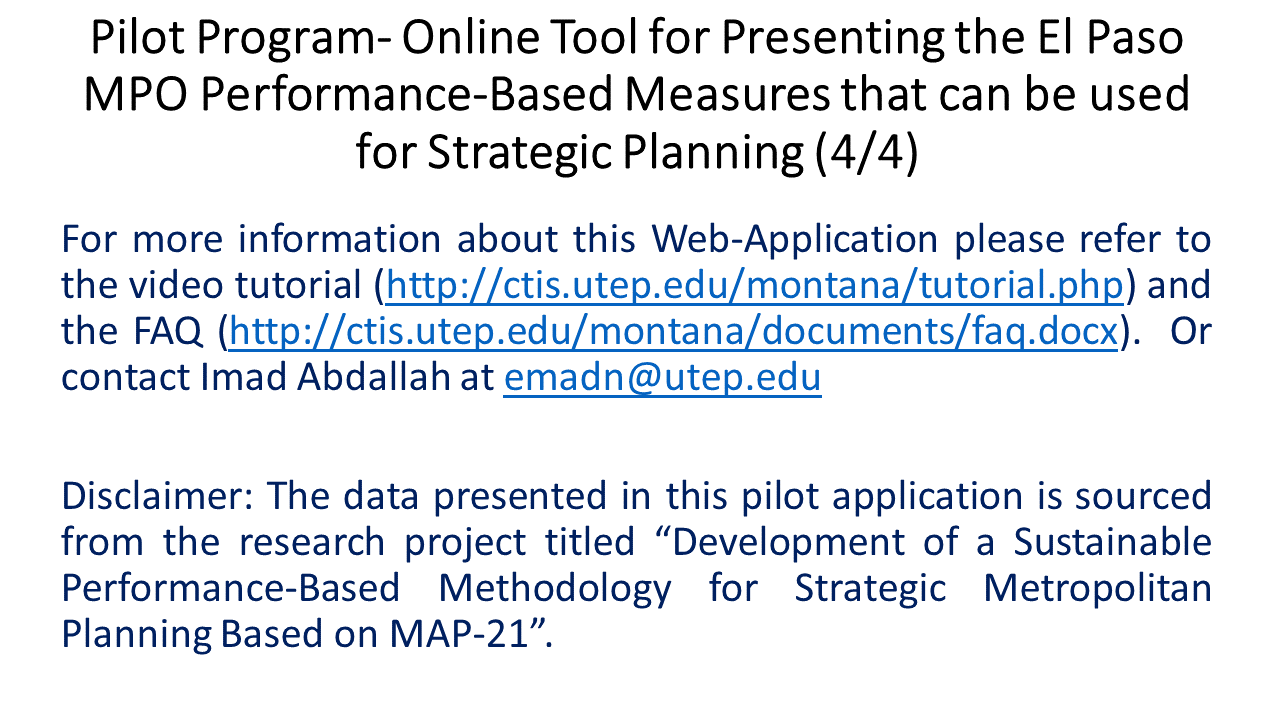 Pilot Program- Online Tool for Presenting the El Paso
MPO Performance-Based Measures that can be used
for Strategic Planning (4/4)
For more information about this Web-Application please refer to
the video tutorial (http://ctis.utep.edu/montana/tutorial.php) and
the FAQ (http://ctis.utep.edu/montana/documents/faq.docx). Or
contact Imad Abdallah at emadn@utep.edu
Disclaimer: The data presented in this pilot application is sourced
from the research project titled “Development of a Sustainable
Performance-Based Methodology for Strategic Metropolitan
Planning Based on MAP-21”.